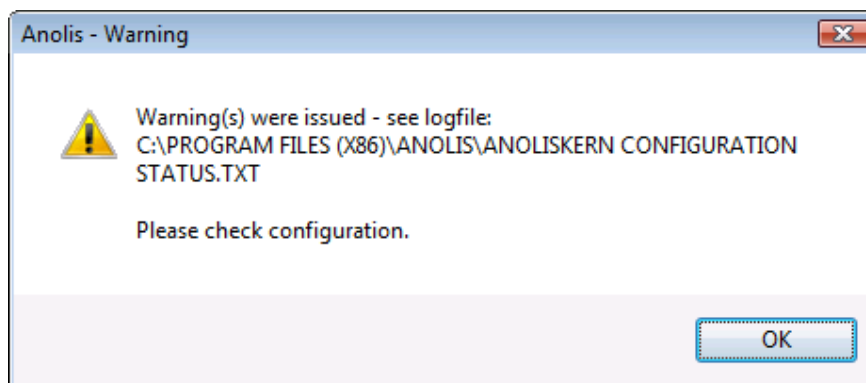 Anolis - Warning
Warning(s) were issued - see logfile:
C:\PROGRAM FILES (X86)\ANOLIS\ANOLISKERN CONFIGURATION
STATUS.TXT
Please check configuration.
OK